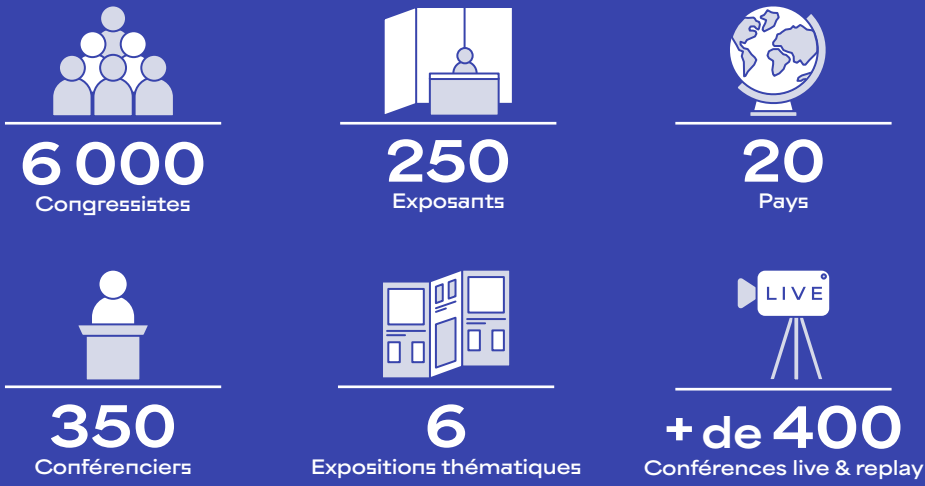 6 000
Congressistes
250
Exposants
20
Pays
350
Conférenciers
6
Expositions thématiques
LIVE
+ de 400
Conférences live & replay